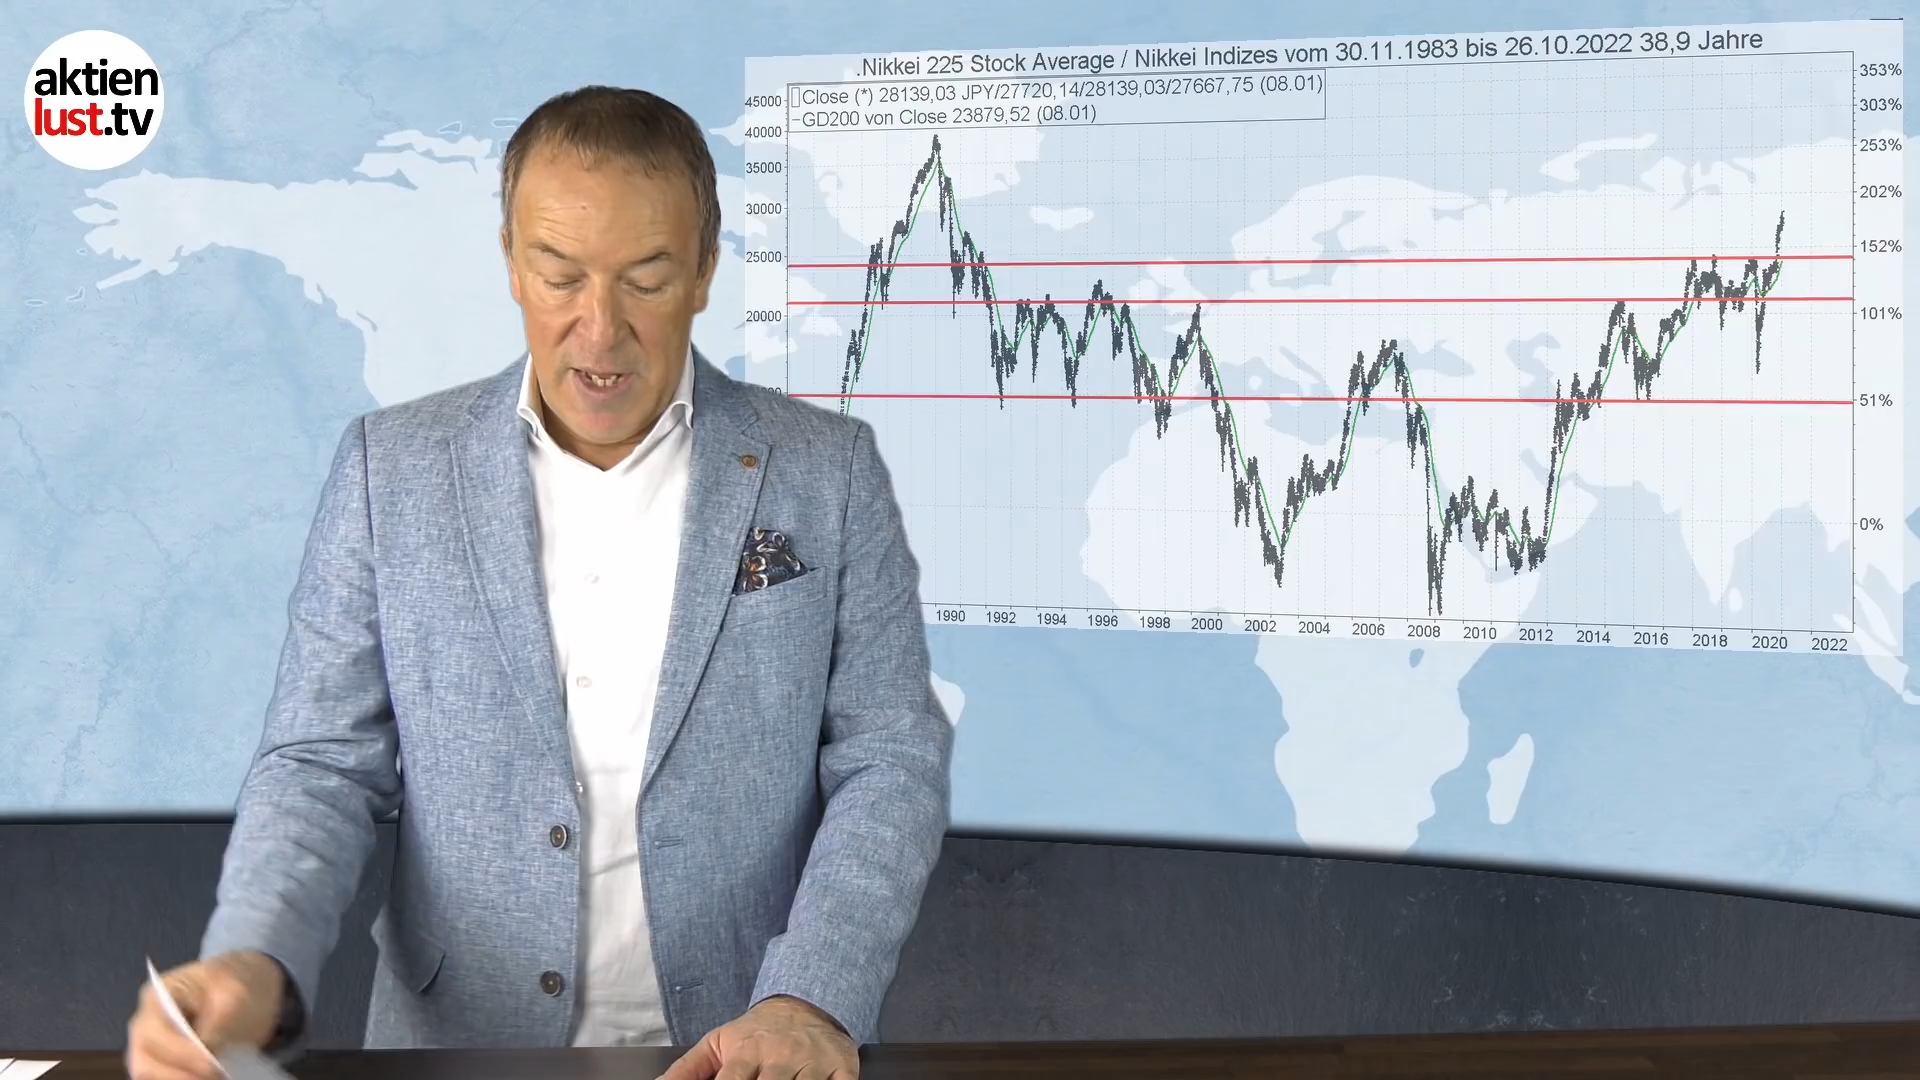 aktien
lust.tv
.Nikkei 225 Stock Average / Nikkei Indizes vom 30.11.1983 bis 26.10.2022 38,9 Jahre
Close (*) 28139,03 JPY/27720,14/28139,03/27667,75 (08.01)
GD200 von Close 23879,52 (08.01)
45000
40000
35000
30000
25000
20000
353%
303%
253%
202%
152%
101%
51%
0%
1990 1992 1994 1996 1998 2000 2002 2004 2006 2008 2010 2012 2014 2016 2018 2020 2022